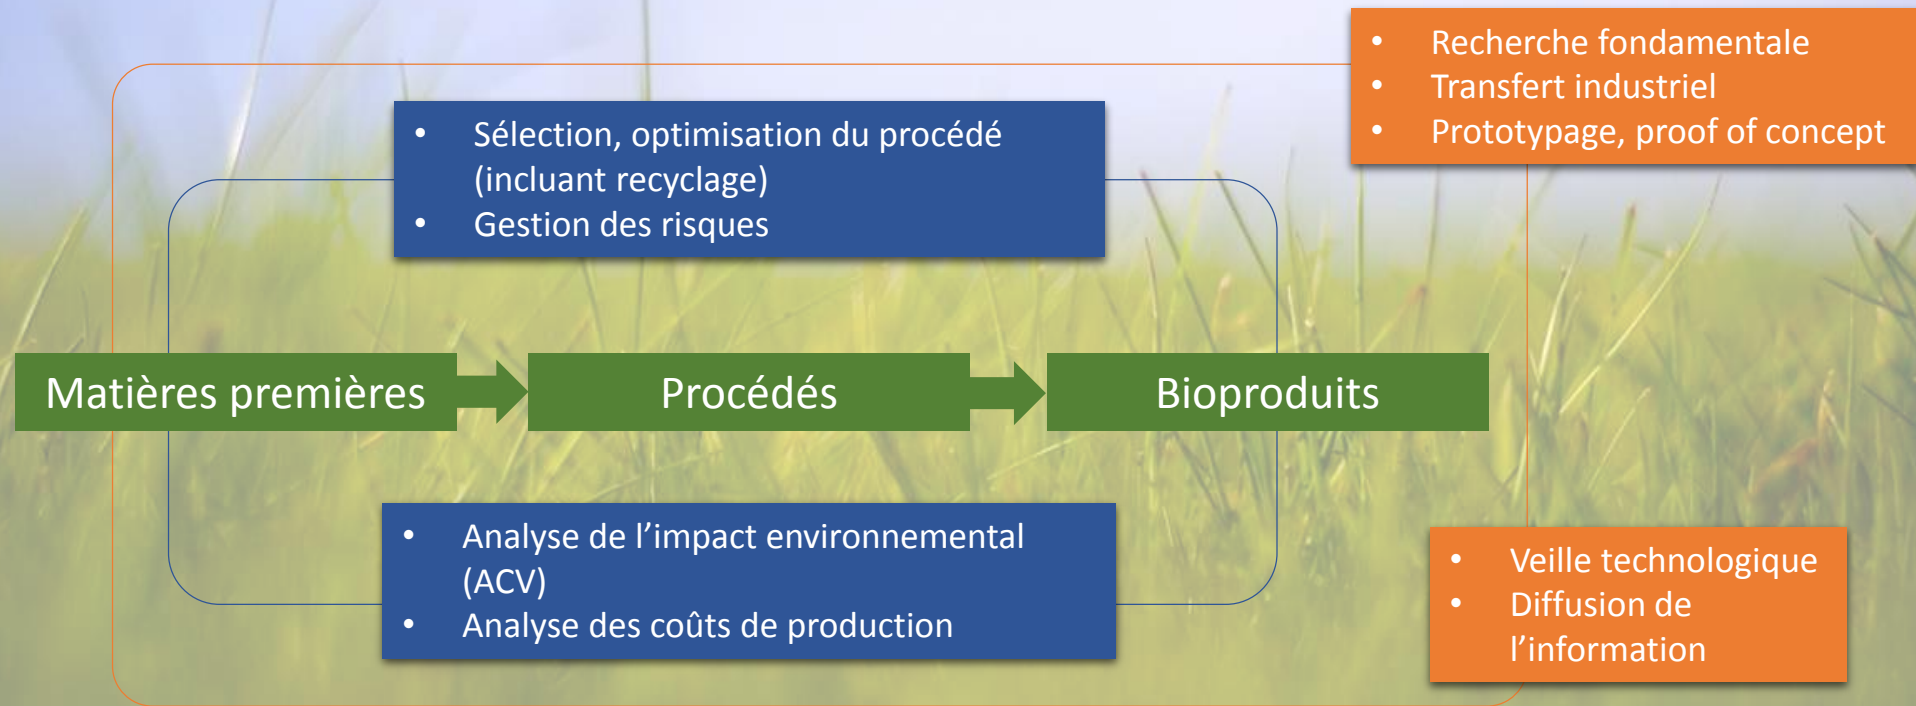 • Recherche fondamentale
• Transfert industriel
• Prototypage, proof of concept
• Sélection, optimisation du procédé
(incluant recyclage)
• Gestion des risques
Matières premières
Procédés
Bioproduits
• Analyse de l’impact environnemental
(ACV)
• Analyse des coûts de production
• Veille technologique
• Diffusion de
l’information